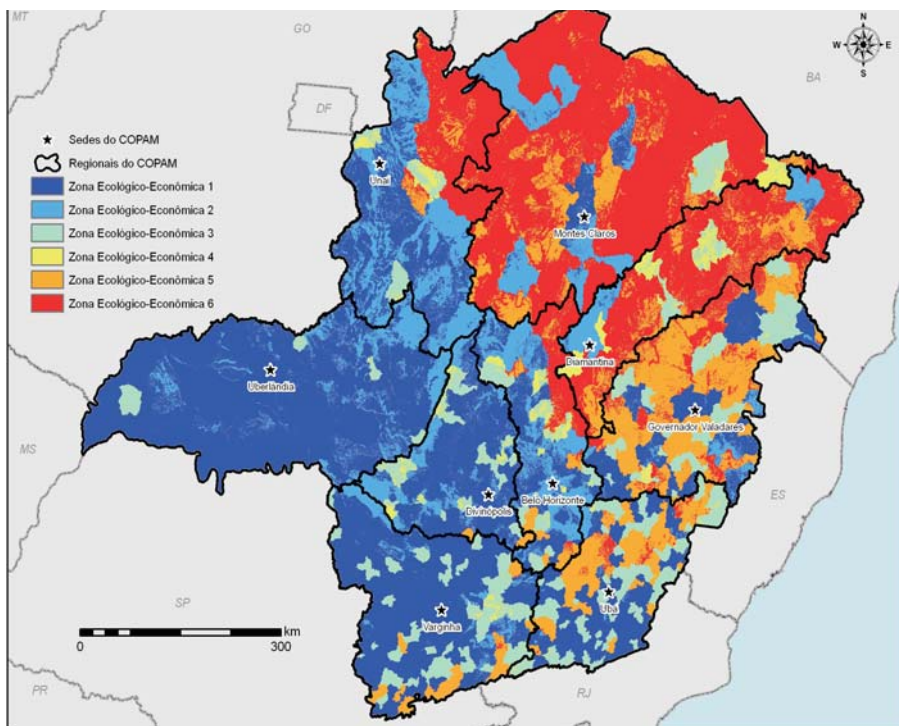 MT
GO
N
W
E
S
BA
DF
Sedes do COPAM
Regionais do COPAM
Zona Ecológico-Econômica 1
Zona Ecológico-Econômica 2
Zona Ecológico-Econômica 3
Zona Ecológico-Econômica 4
Zona Ecológico-Econômica 5
Zona Ecológico-Econômica 6
Unaí
Montes Claros
Diamantina
Uberlândia
Governador Valadares
MS
Belo Horizonte
Divinópolis
ES
Ubá
SP
Varginha
km
0
300
PR
RJ